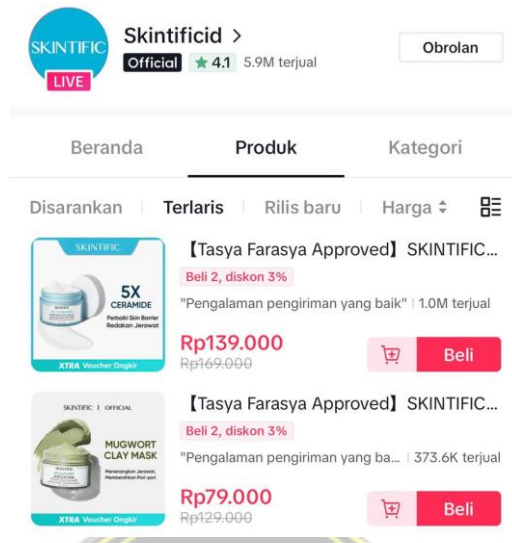 SKINTIFIC
LIVE
Skintificid >
Official ★ 4.1 5.9M terjual
Obrolan
Beranda Produk Kategori
Disarankan Terlaris Rilis baru Harga
SKINTIFIC
5X
CERAMIDE
Perbaiki Skin Barrier
Redakan Jerawat
XTRA Voucher Ongkir
【Tasya Farasya Approved】 SKINTIFIC...
Beli 2, diskon 3%
"Pengalaman pengiriman yang baik" 1.0M terjual
Rp139.000
Rp169.000
Beli
SKINTIFIC | OFFICIAL
MUGWORT
CLAY MASK
Menenangkan Jerawat,
Membersihkan Pori-pori
XTRA Voucher Ongkir
【Tasya Farasya Approved】 SKINTIFIC...
Beli 2, diskon 3%
"Pengalaman pengiriman yang ba... 373.6K terjual
Rp79.000
Rp129.000
Beli